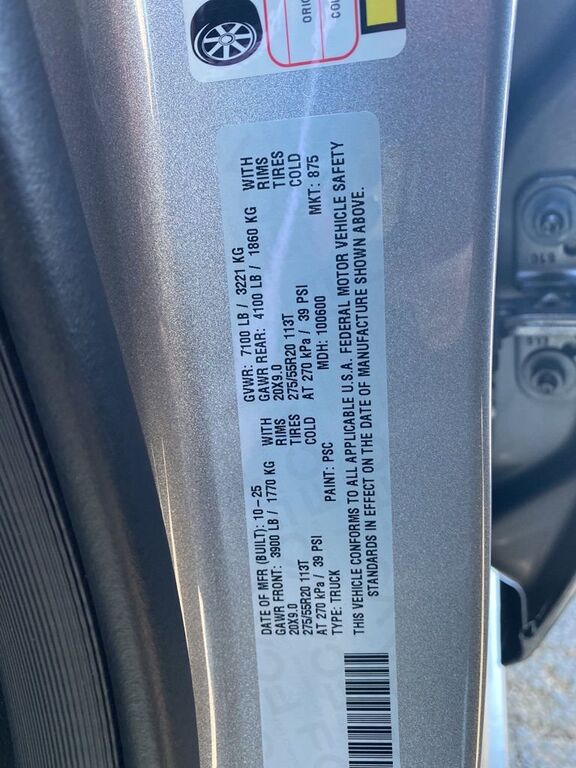 ORIG
COL
DATE OF MFR (BUILT): 10-25 GVWR: 7100 LB / 3221 KG
GAWR FRONT: 3900 LB / 1770 KG WITH GAWR REAR: 4100 LB / 1860 KG WITH
20X9.0 RIMS 20X9.0 RIMS
275/55R20 113T TIRES 275/55R20 113T TIRES
AT 270 kPa / 39 PSI COLD AT 270 kPa / 39 PSI COLD
TYPE: TRUCK PAINT: PSC MDH: 100600 MKT: 875
THIS VEHICLE CONFORMS TO ALL APPLICABLE U.S.A. FEDERAL MOTOR VEHICLE SAFETY
STANDARDS IN EFFECT ON THE DATE OF MANUFACTURE SHOWN ABOVE.